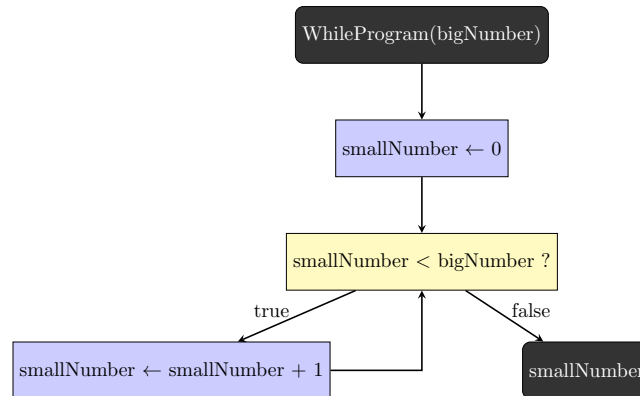 WhileProgram(bigNumber)
smallNumber ← 0
smallNumber < bigNumber ?
true
false
smallNumber ← smallNumber + 1
smallNumber